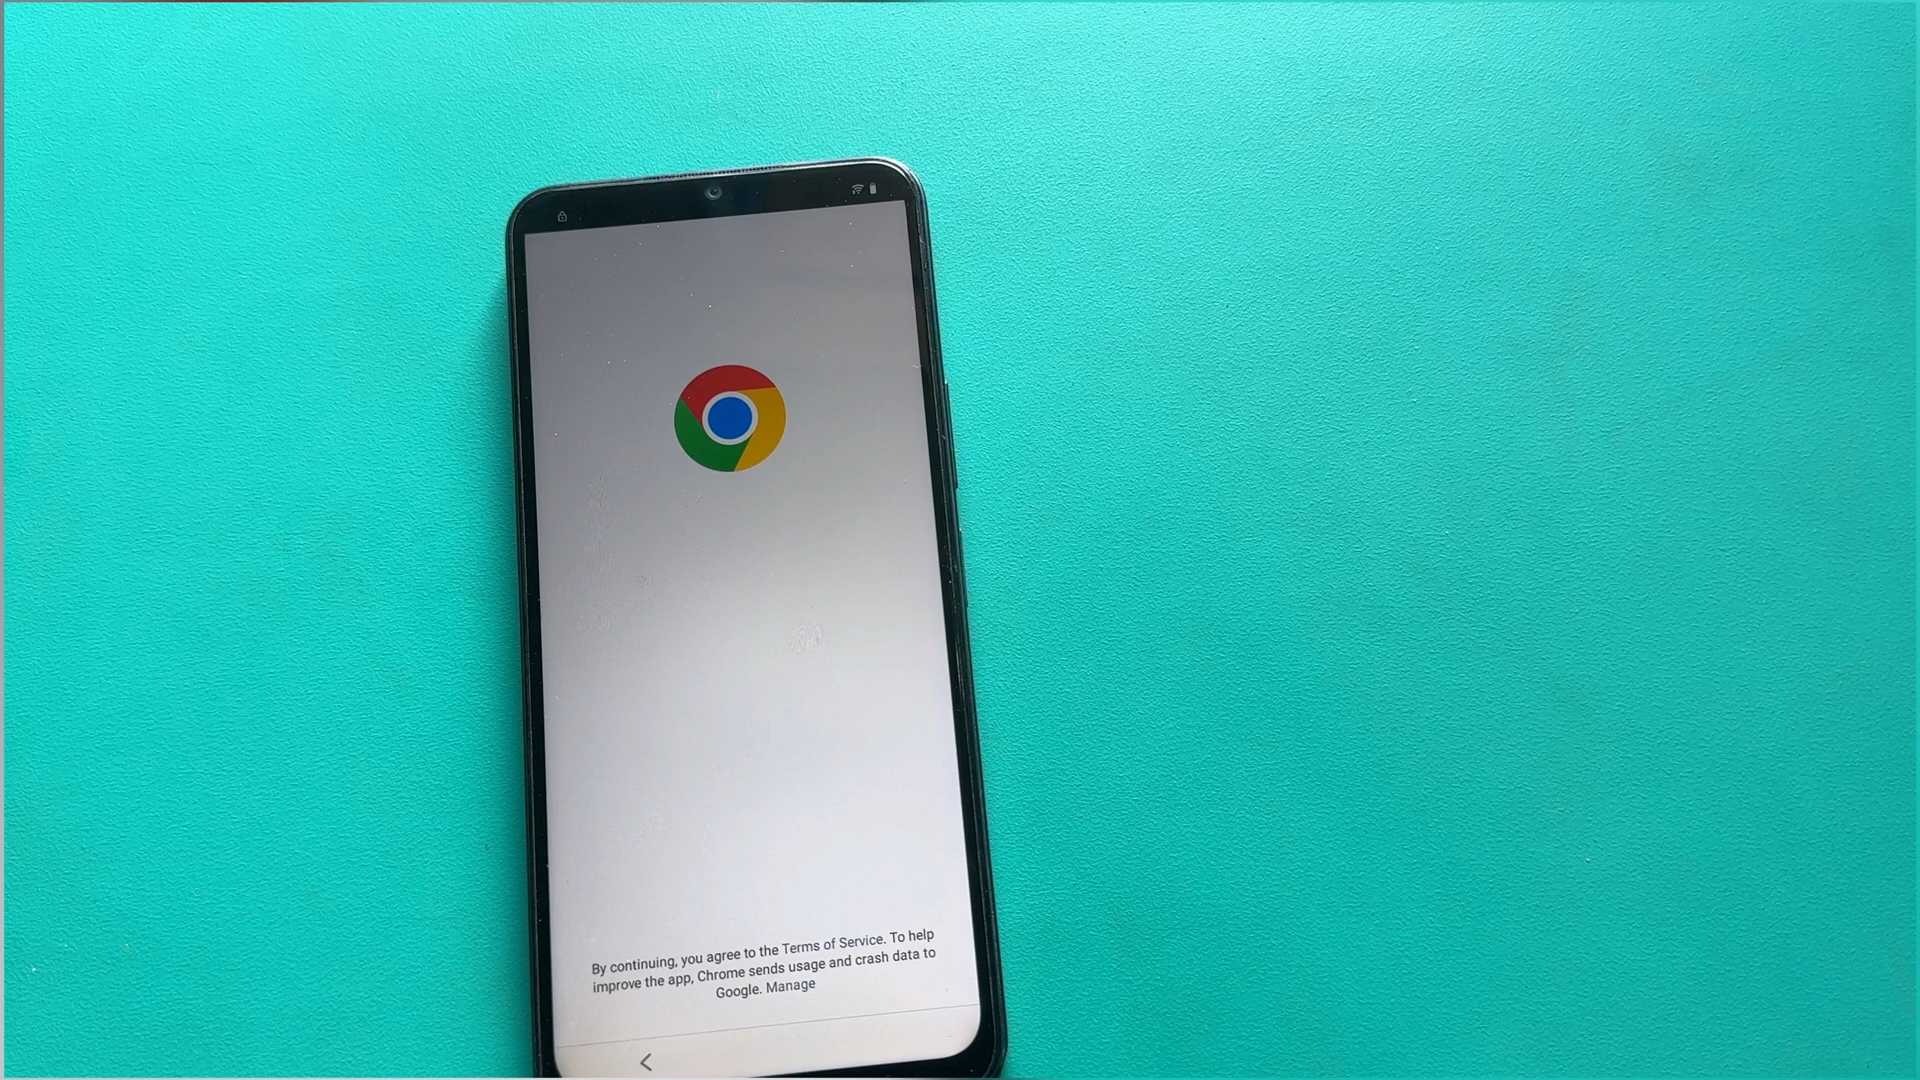 By continuing, you agree to the Terms of Service. To help
improve the app, Chrome sends usage and crash data to
Google. Manage